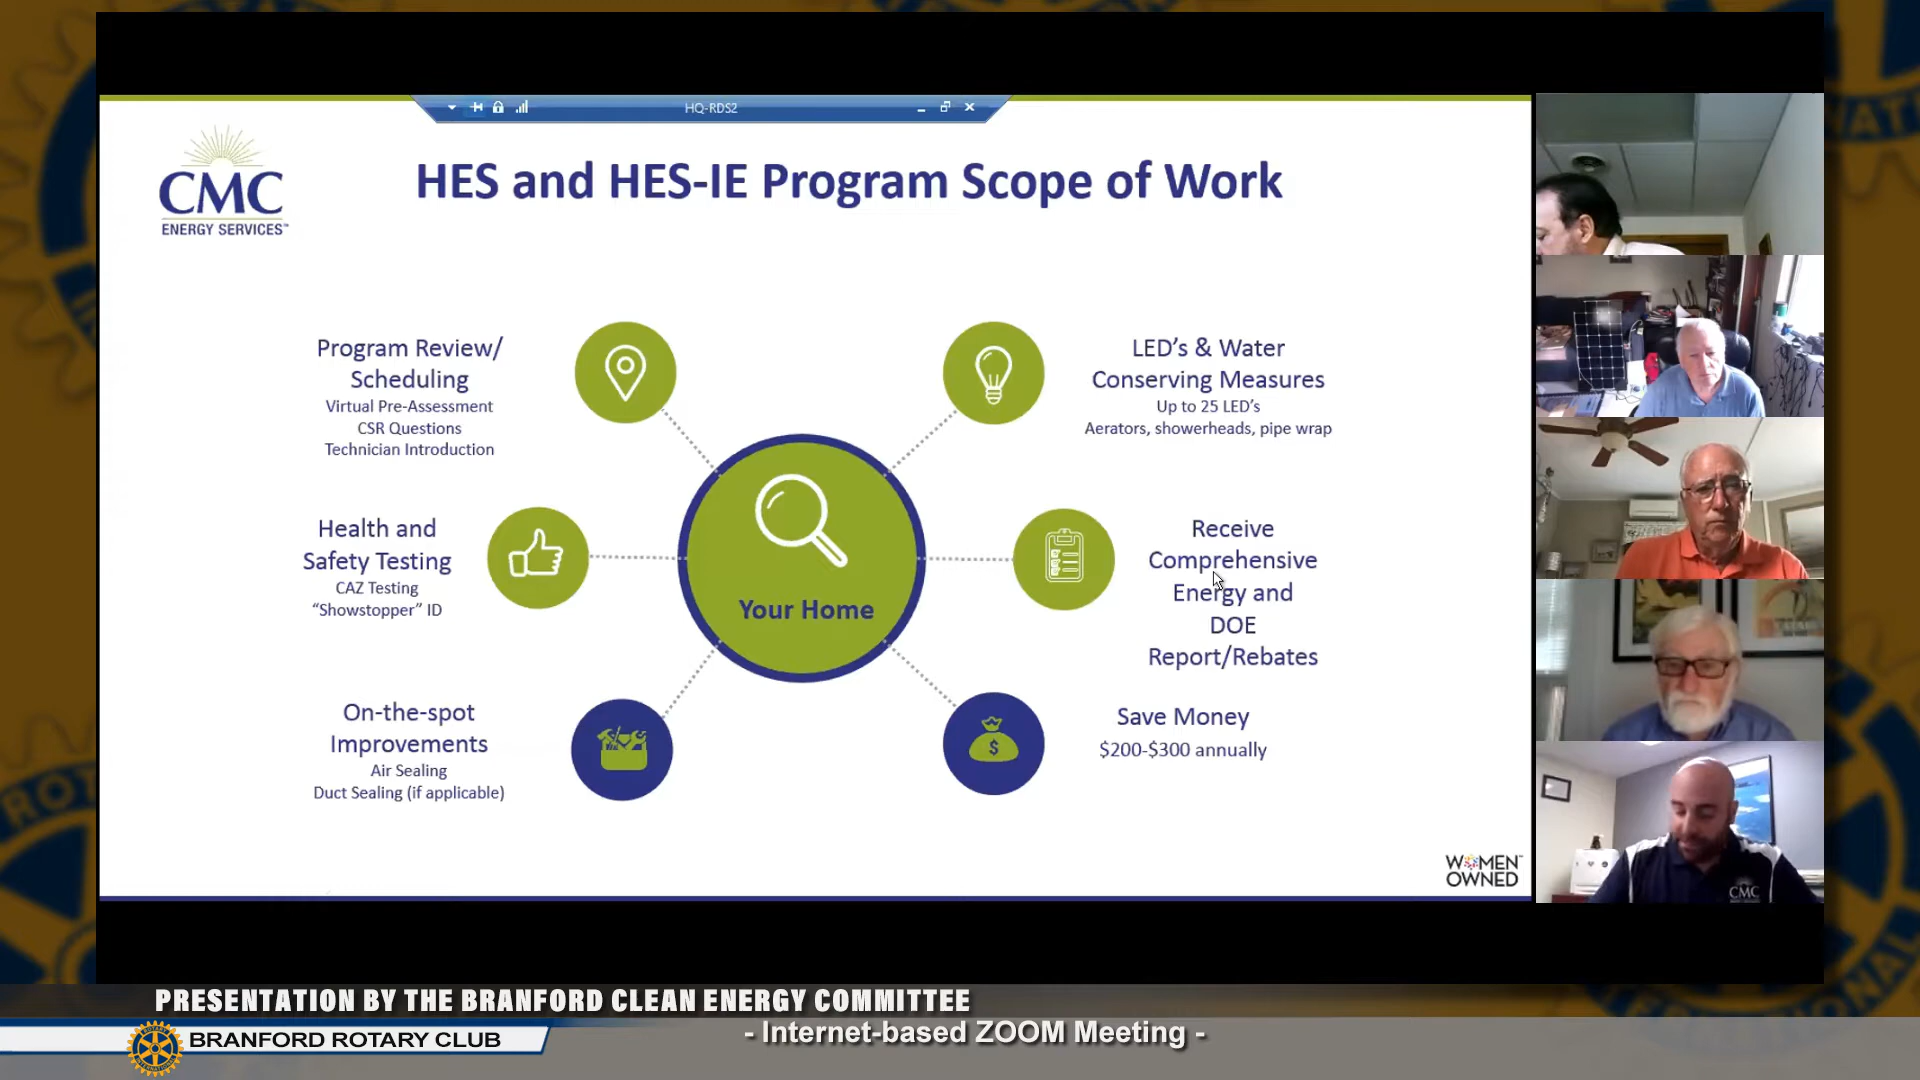 HQ-RDS2
CMC
ENERGY SERVICES™
HES and HES-IE Program Scope of Work
Program Review/
Scheduling
Virtual Pre-Assessment
CSR Questions
Technician Introduction
LED's & Water
Conserving Measures
Up to 25 LED's
Aerators, showerheads, pipe wrap
Health and
Safety Testing
CAZ Testing
“Showstopper” ID
Your Home
Receive
Comprehensive
Energy and
DOE
Report/Rebates
On-the-spot
Improvements
Air Sealing
Duct Sealing (if applicable)
$
Save Money
$200-$300 annually
WOMEN
OWNED
CMC
PRESENTATION BY THE BRANFORD CLEAN ENERGY COMMITTEE
BRANFORD ROTARY CLUB
- Internet-based ZOOM Meeting -